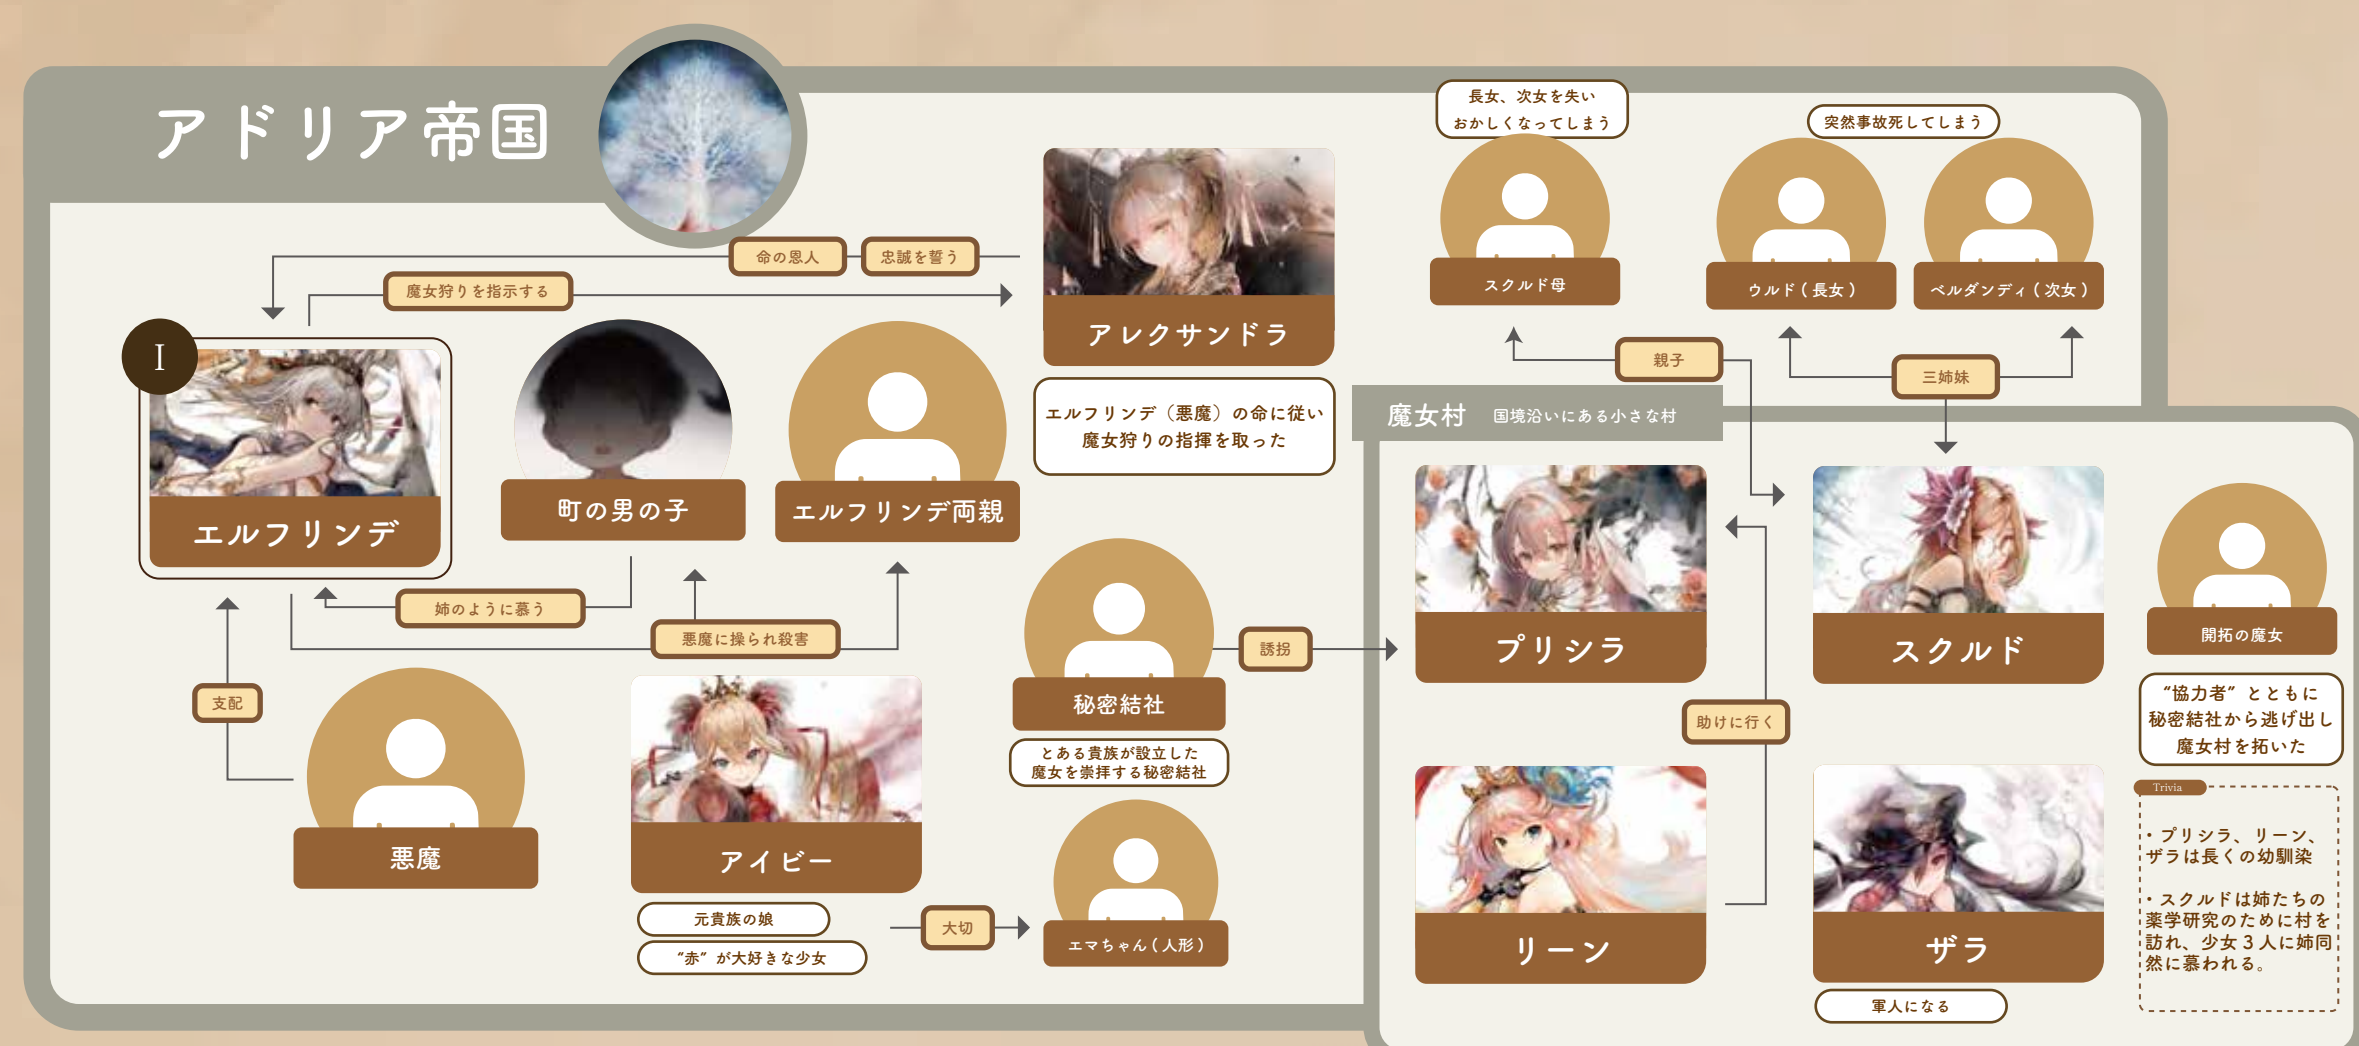 アドリア帝国
長女、次女を失い
おかしくなってしまう
突然事故死してしまう
スクルド母
ウルド(長女)
ベルダンディ(次女)
命の恩人
忠誠を誓う
魔女狩りを指示する
アレクサンドラ
エルフリンデ（悪魔）の命に従い
魔女狩りの指揮を取った
親子
三姉妹
I
エルフリンデ
町の男の子
エルフリンデ両親
魔女村
国境沿いにある小さな村
姉のように慕う
悪魔に操られ殺害
支配
悪魔
アイビー
元貴族の娘
“赤”が大好きな少女
秘密結社
とある貴族が設立した
魔女を崇拝する秘密結社
誘拐
大切
エマちゃん(人形)
プリシラ
スクルド
開拓の魔女
“協力者”とともに
秘密結社から逃げ出し
魔女村を拓いた
助けに行く
リーン
ザラ
軍人になる
Trivia
・プリシラ、リーン、
ザラは長くの幼馴染
・スクルドは姉たちの
薬学研究のために村を
訪れ、少女３人に姉同
然に慕われる。